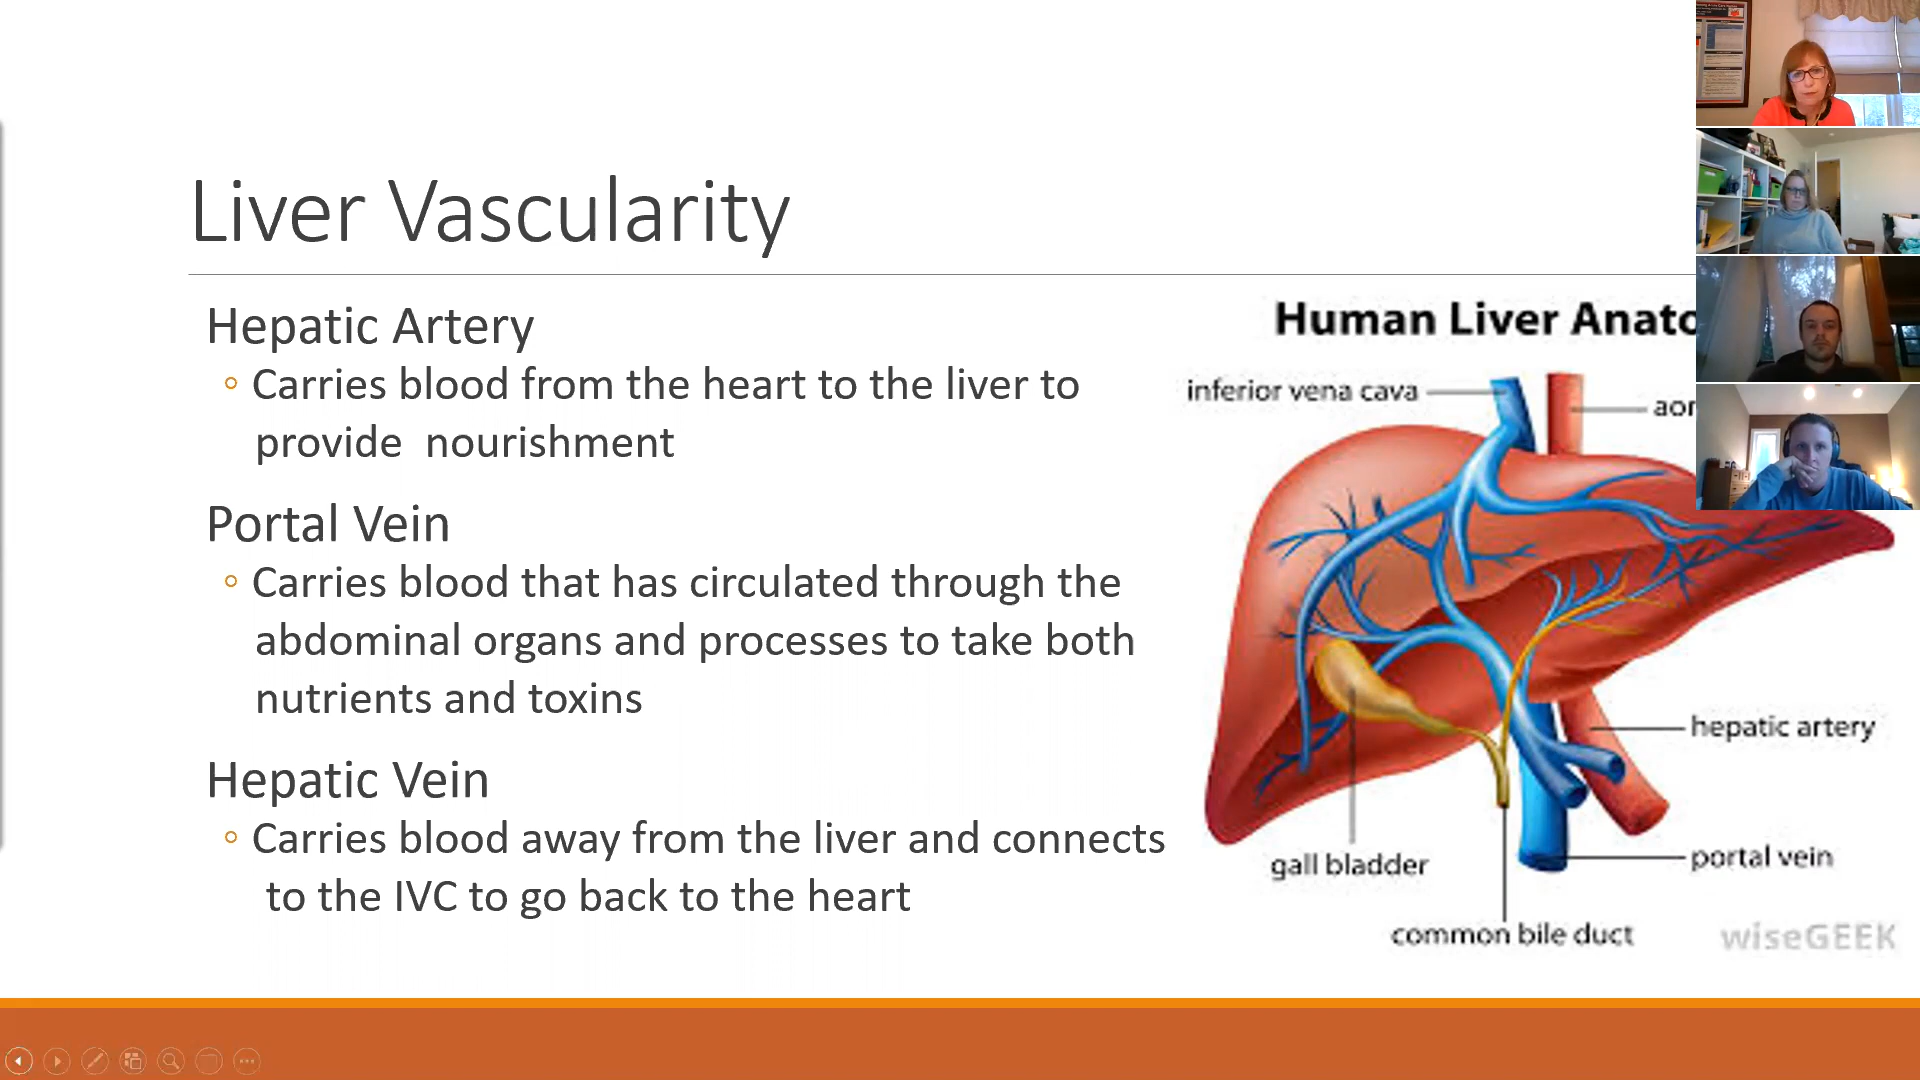 Liver Vascularity
Hepatic Artery
◦ Carries blood from the heart to the liver to
provide nourishment
Portal Vein
◦ Carries blood that has circulated through the
abdominal organs and processes to take both
nutrients and toxins
Hepatic Vein
◦ Carries blood away from the liver and connects
to the IVC to go back to the heart
Human Liver Anato
inferior vena cava
aor
hepatic artery
portal vein
gall bladder
common bile duct
wiseGEEK